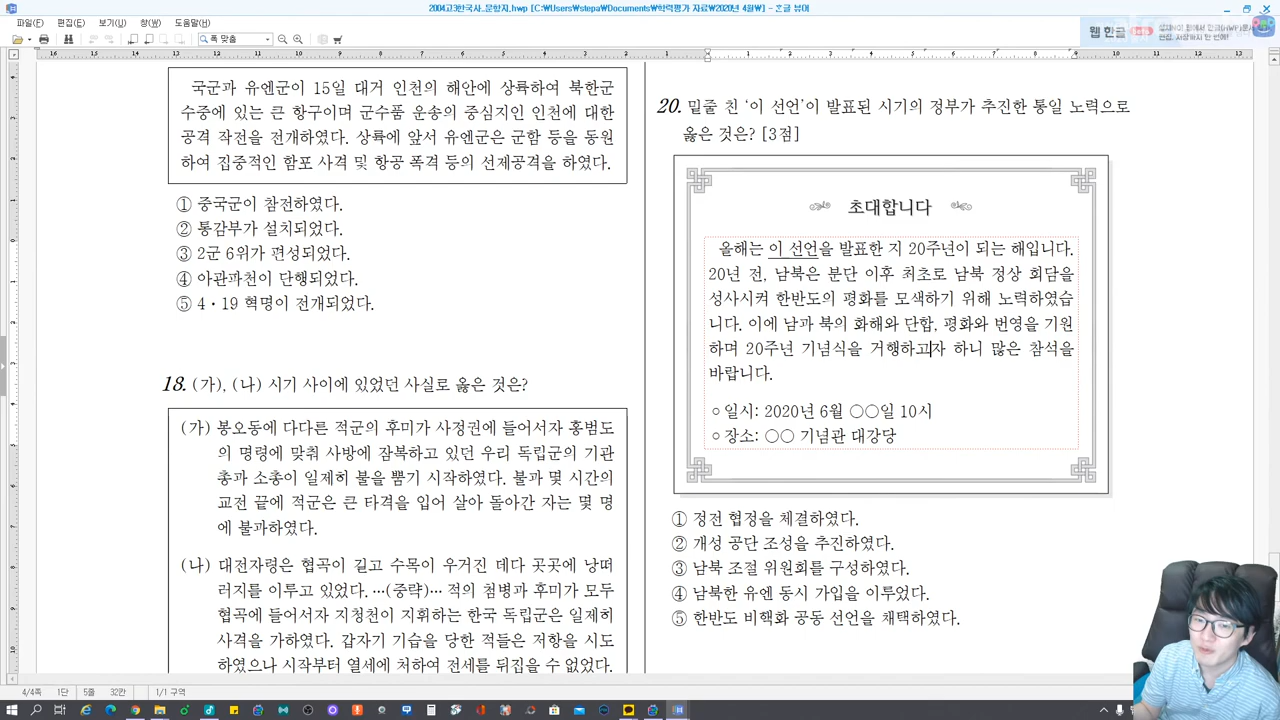 2004고3한국사..문항지.hwp [C:\Users\stepa\Documents\학력평가 자료\2020년 4월\] - 흔글 뷰어
파일(F) 편집(E) 보기(U) 창(W) 도움말(H)
폭 맞춤
웹 한글 Beta
국군과 유엔군이 15일 대거 인천의 해안에 상륙하여 북한군
수중에 있는 큰 항구이며 군수품 운송의 중심지인 인천에 대한
공격 작전을 전개하였다. 상륙에 앞서 유엔군은 군함 등을 동원
하여 집중적인 함포 사격 및 항공 폭격 등의 선제공격을 하였다.
① 중국군이 참전하였다.
② 통감부가 설치되었다.
③ 2군 6위가 편성되었다.
④ 아관파천이 단행되었다.
⑤ 4·19 혁명이 전개되었다.
18. (가), (나) 시기 사이에 있었던 사실로 옳은 것은?
(가) 봉오동에 다다른 적군의 후미가 사정권에 들어서자 홍범도
의 명령에 맞춰 사방에 잠복하고 있던 우리 독립군의 기관
총과 소총이 일제히 불을 뿜기 시작하였다. 불과 몇 시간의
교전 끝에 적군은 큰 타격을 입어 살아 돌아간 자는 몇 명
에 불과하였다.
(나) 대전자령은 협곡이 길고 수목이 우거진 데다 곳곳에 낭떠
러지를 이루고 있었다. …(중략)… 적의 첨병과 후미가 모두
협곡에 들어서자 지청천이 지휘하는 한국 독립군은 일제히
사격을 가하였다. 갑자기 기습을 당한 적들은 저항을 시도
하였으나 시작부터 열세에 처하여 전세를 뒤집을 수 없었다.
20. 밑줄 친 ‘이 선언’이 발표된 시기의 정부가 추진한 통일 노력으로
옳은 것은? [3점]
초대합니다
올해는 이 선언을 발표한 지 20주년이 되는 해입니다.
20년 전, 남북은 분단 이후 최초로 남북 정상 회담을
성사시켜 한반도의 평화를 모색하기 위해 노력하였습
니다. 이에 남과 북의 화해와 단합, 평화와 번영을 기원
하며 20주년 기념식을 거행하고자 하니 많은 참석을
바랍니다.
○ 일시: 2020년 6월 ○○일 10시
○ 장소: ○○ 기념관 대강당
① 정전 협정을 체결하였다.
② 개성 공단 조성을 추진하였다.
③ 남북 조절 위원회를 구성하였다.
④ 남북한 유엔 동시 가입을 이루었다.
⑤ 한반도 비핵화 공동 선언을 채택하였다.
4/4쪽 1단 5줄 32칸 1/1 구역